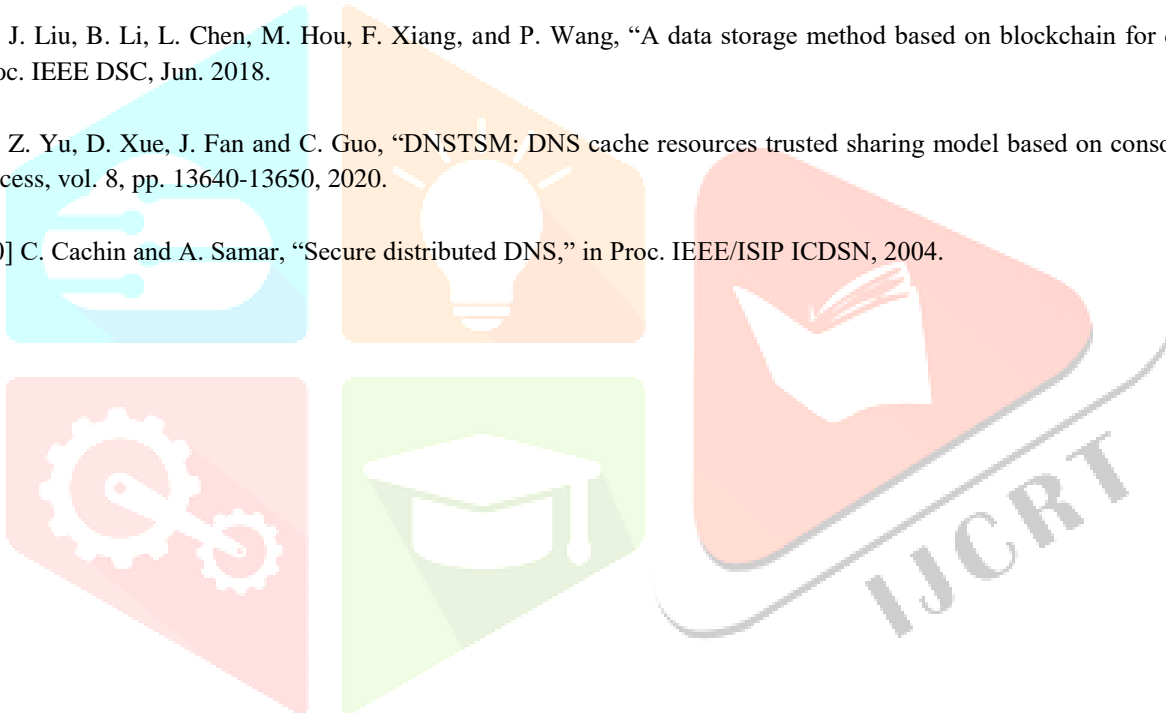 J. Liu, B. Li, L. Chen, M. Hou, F. Xiang, and P. Wang, “A data storage method based on blockchain for
oc. IEEE DSC, Jun. 2018.
Z. Yu, D. Xue, J. Fan and C. Guo, “DNSTSM: DNS cache resources trusted sharing model based on conso
cess, vol. 8, pp. 13640-13650, 2020.
0] C. Cachin and A. Samar, “Secure distributed DNS,” in Proc. IEEE/ISIP ICDSN, 2004.
IJCRT